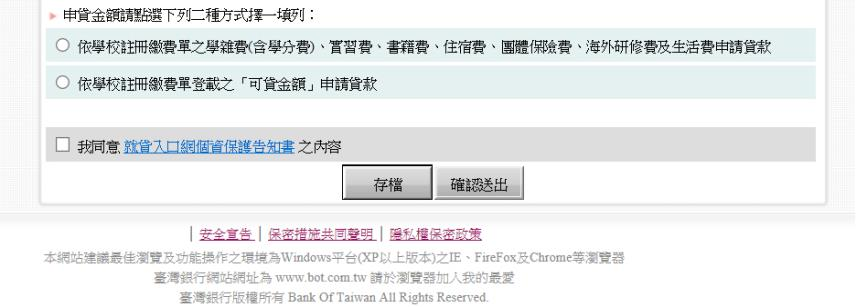 申貸金額請點選下列二種方式擇一填列：
依學校註冊繳費單之學雜費(含學分費)、實習費、書籍費、住宿費、團體保險費、海外研修費及生活費申請貸款
依學校註冊繳費單登載之「可貸金額」申請貸款
我同意 就貸入口網個資保護告知書 之內容
存檔 確認送出
| 安全宣告 | 保密措施共同聲明 | 隱私權保密政策
本網站建議最佳瀏覽及功能操作之環境為Windows平台(XP以上版本)之IE、FireFox及Chrome等瀏覽器
臺灣銀行網站網址為 www.bot.com.tw 請於瀏覽器加入我的最愛
臺灣銀行版權所有 Bank Of Taiwan All Rights Reserved.